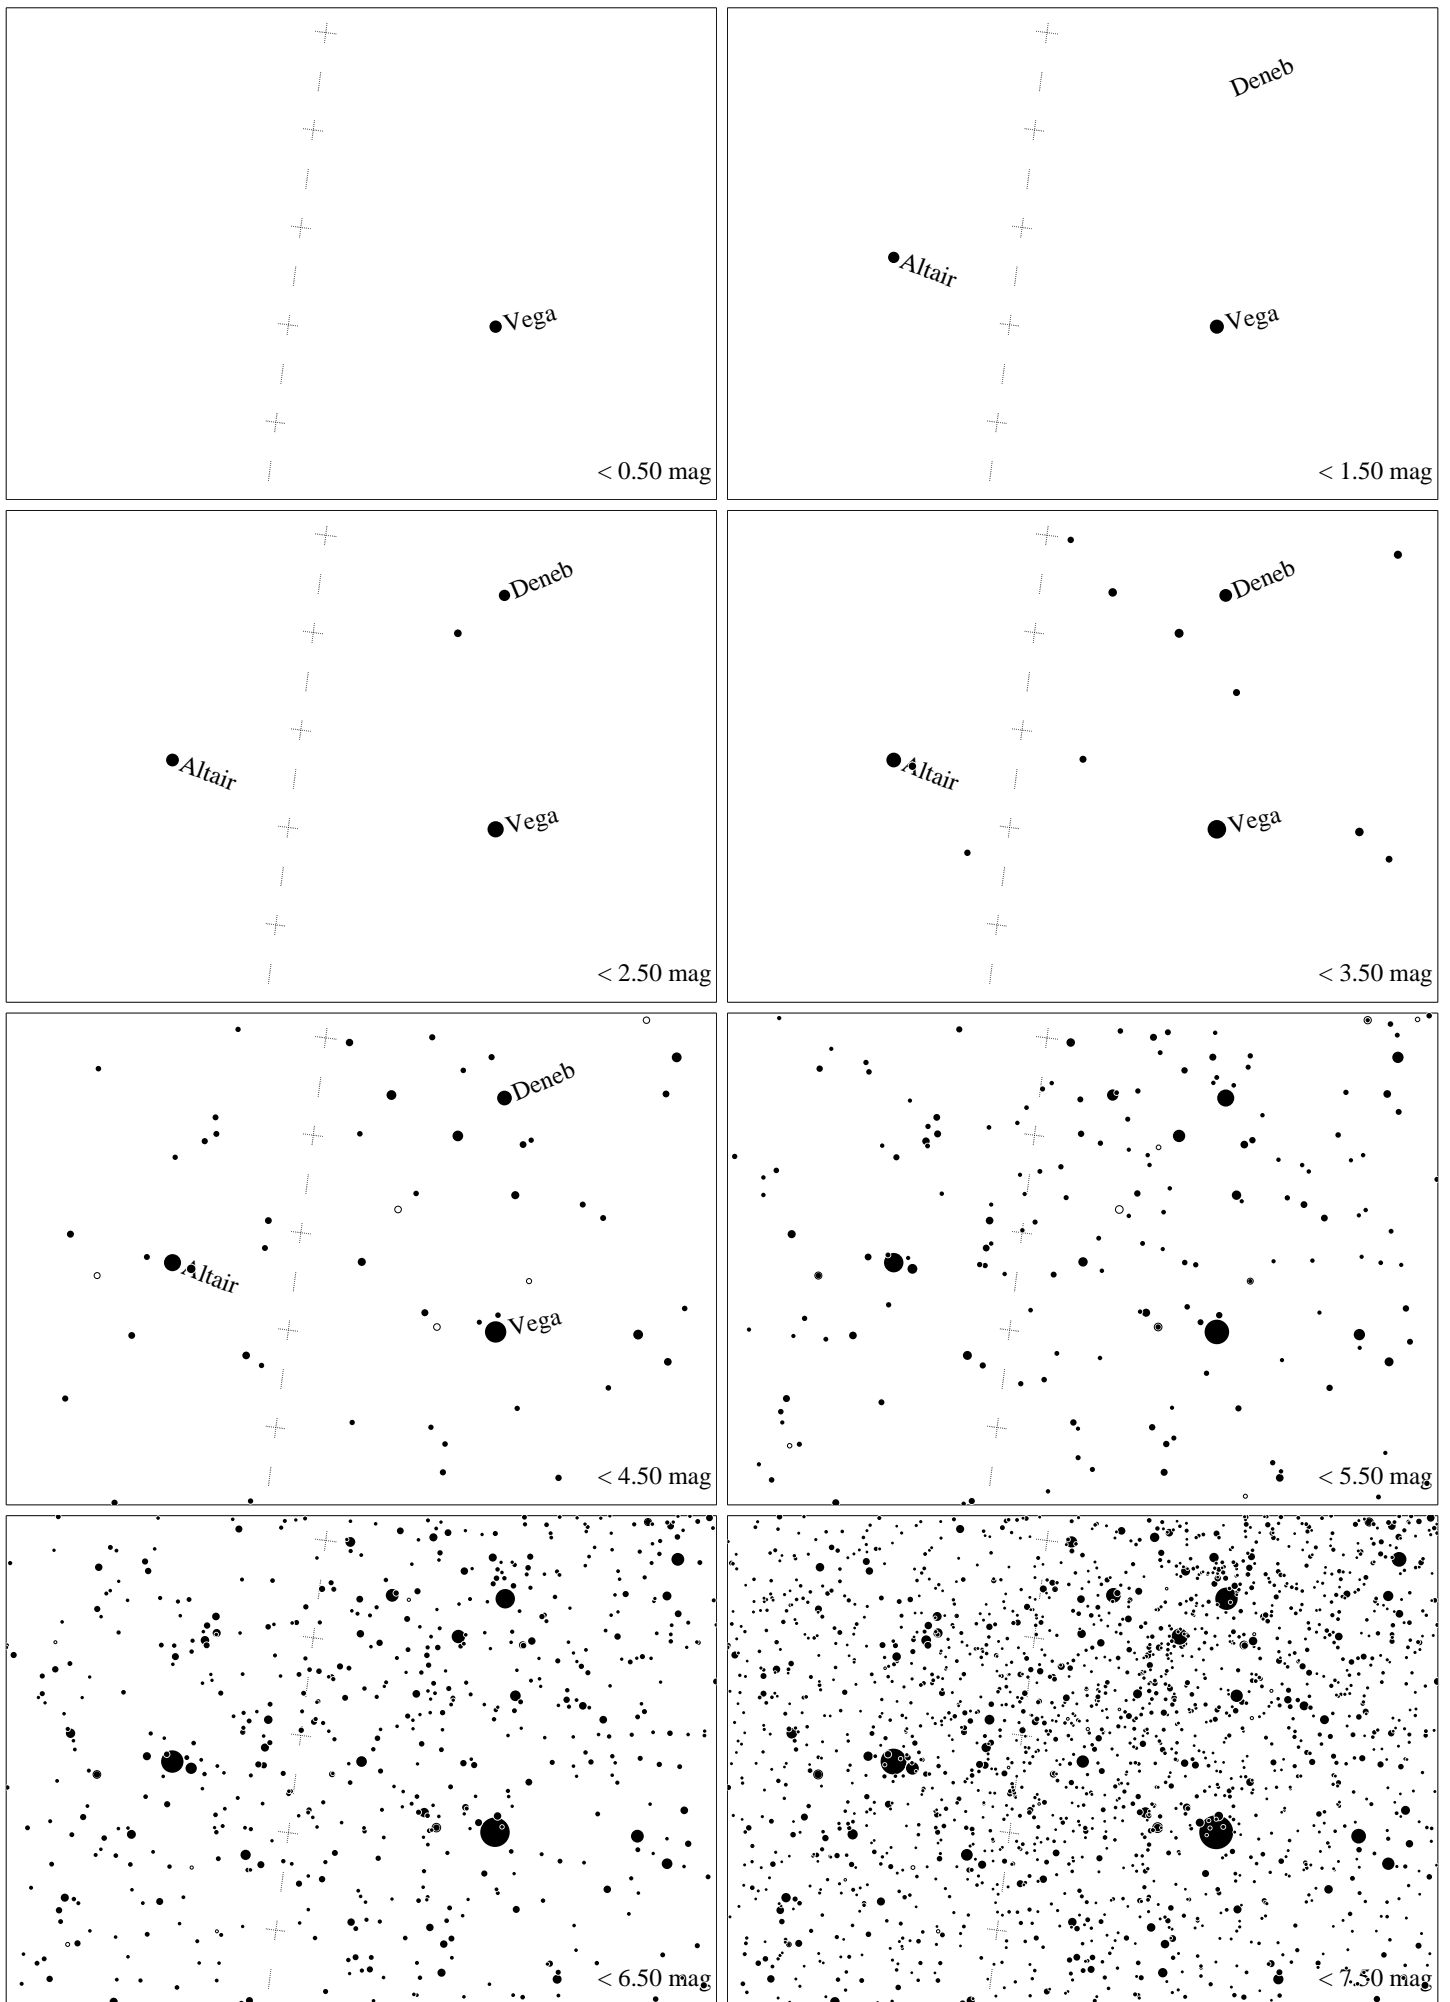 Vega
< 0.50 mag
Deneb
Altair
Vega
< 1.50 mag
Deneb
Altair
Vega
< 2.50 mag
Deneb
Altair
Vega
< 3.50 mag
Deneb
Altair
Vega
< 4.50 mag
< 5.50 mag
< 6.50 mag
< 7.50 mag